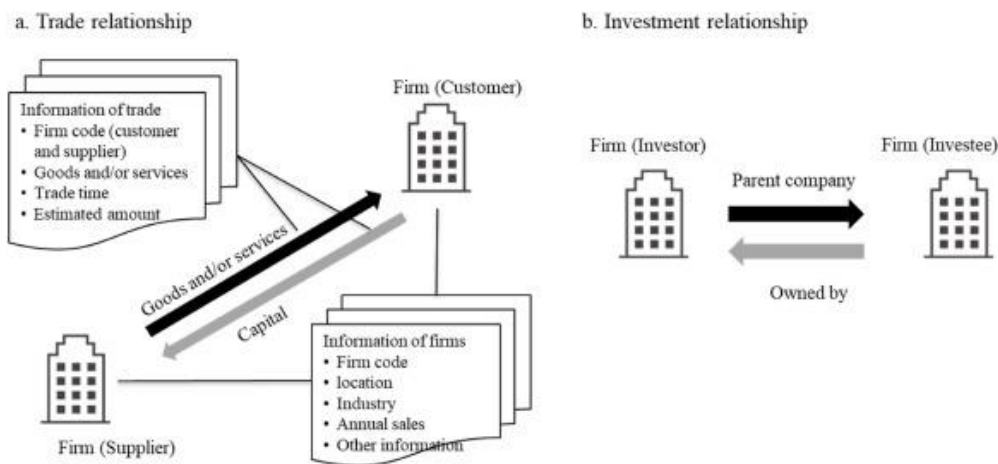 a. Trade relationship
Information of trade
• Firm code (customer
and supplier)
• Goods and/or services
• Trade time
• Estimated amount
Firm (Customer)
Goods and/or services
Capital
Firm (Supplier)
Information of firms
• Firm code
• location
• Industry
• Annual sales
• Other information
b. Investment relationship
Firm (Investor)
Firm (Investee)
Parent company
Owned by